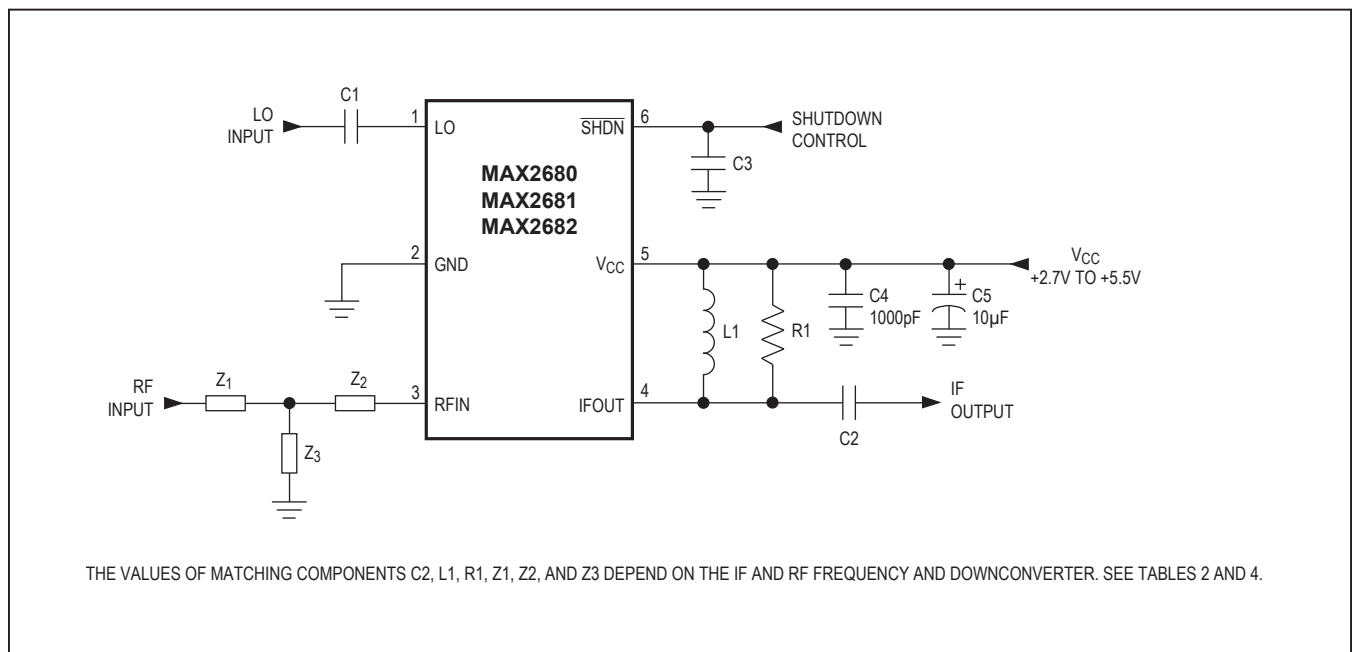 C1
LO
INPUT
1
LO
SHDN
6
SHUTDOWN
CONTROL
C3
MAX2680
MAX2681
MAX2682
2
GND
VCC
5
VCC
+2.7V TO +5.5V
L1
R1
C4
1000pF
+
C5
10µF
RF
INPUT
Z1
Z2
3
RFIN
IFOUT
4
IF
OUTPUT
C2
Z3
THE VALUES OF MATCHING COMPONENTS C2, L1, R1, Z1, Z2, AND Z3 DEPEND ON THE IF AND RF FREQUENCY AND DOWNCONVERTER. SEE TABLES 2 AND 4.